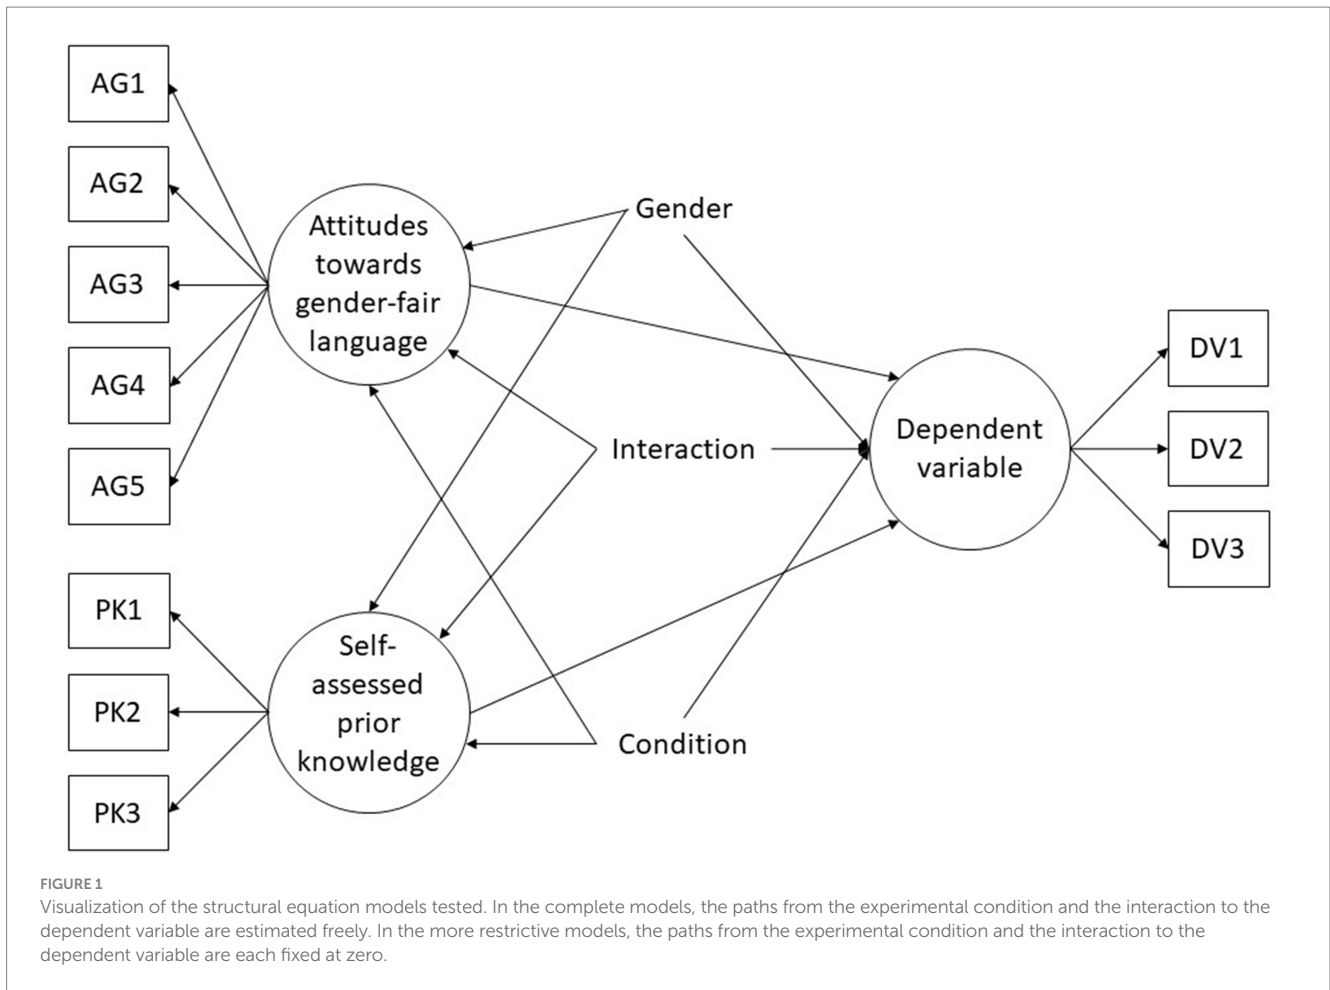 AG1
AG2
AG3
AG4
AG5
Attitudes
towards
gender-fair
language
Gender
Interaction
Condition
Dependent
variable
DV1
DV2
DV3
PK1
PK2
PK3
Self-
assessed
prior
knowledge
FIGURE 1
Visualization of the structural equation models tested. In the complete models, the paths from the experimental condition and the interaction to the
dependent variable are estimated freely. In the more restrictive models, the paths from the experimental condition and the interaction to the
dependent variable are each fixed at zero.